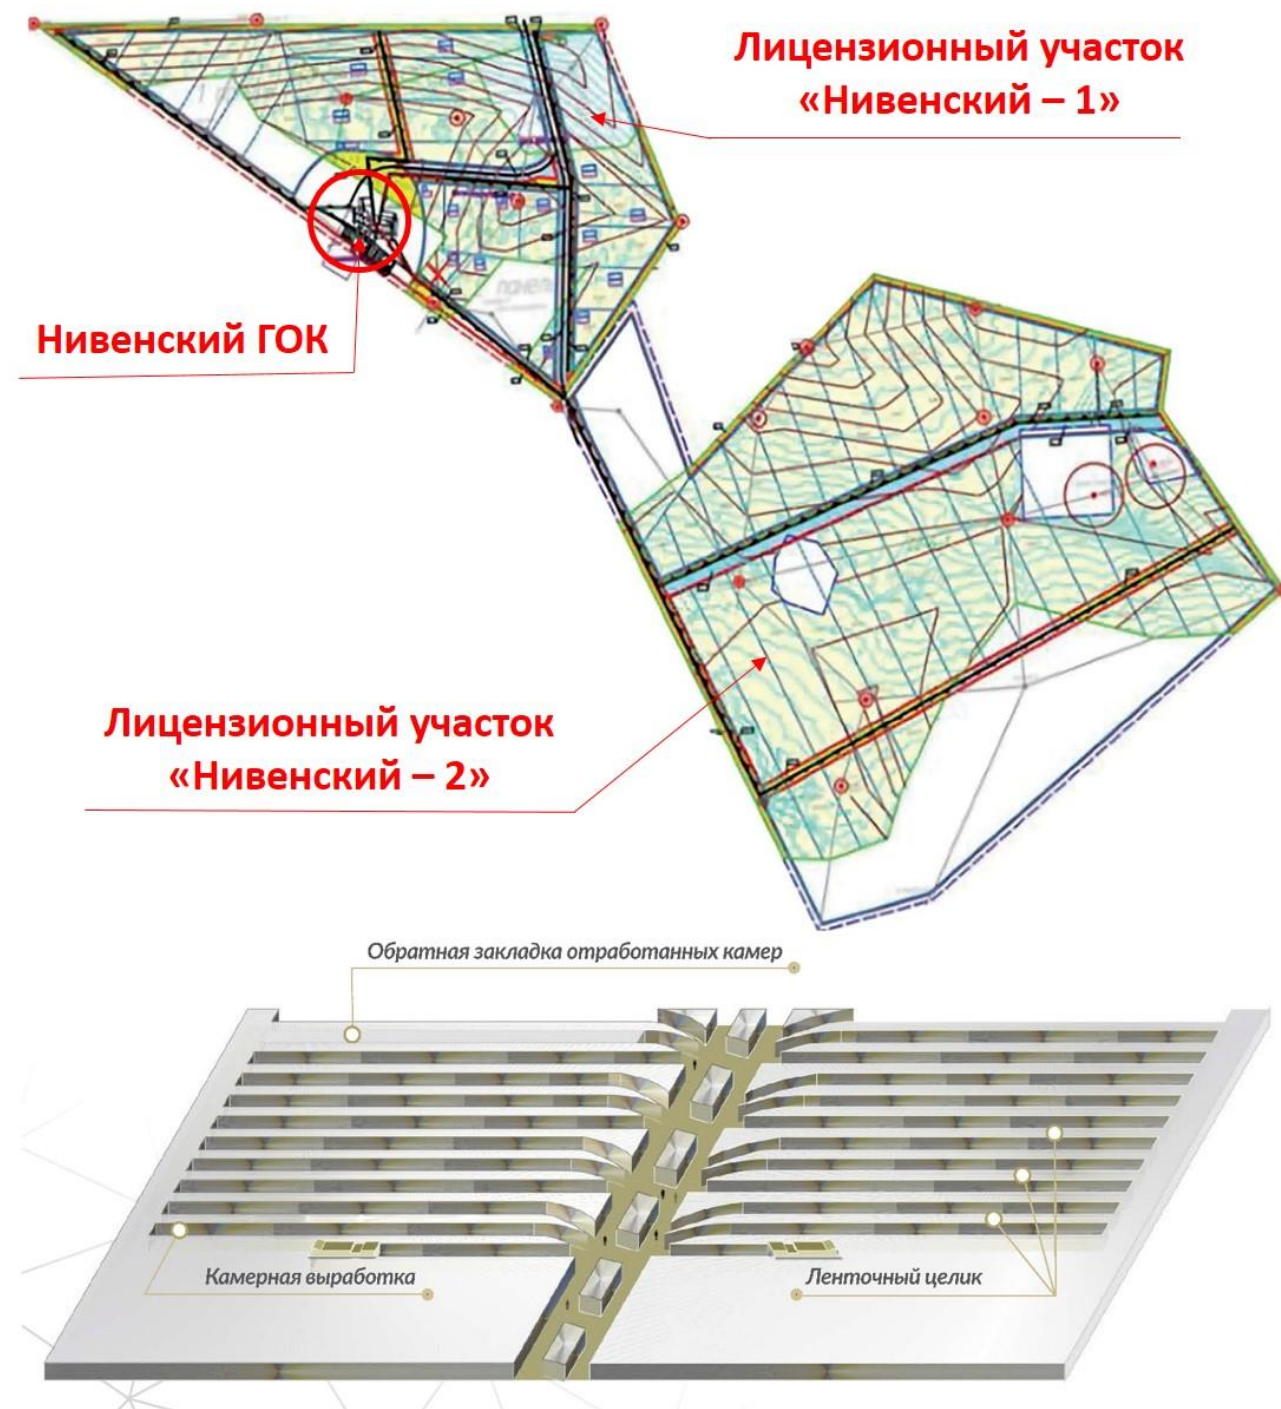 Лицензионный участок
«Нивенский – 1»
Нивенский ГОК
Лицензионный участок
«Нивенский – 2»
Обратная закладка отработанных камер
Камерная выработка
Ленточный целик